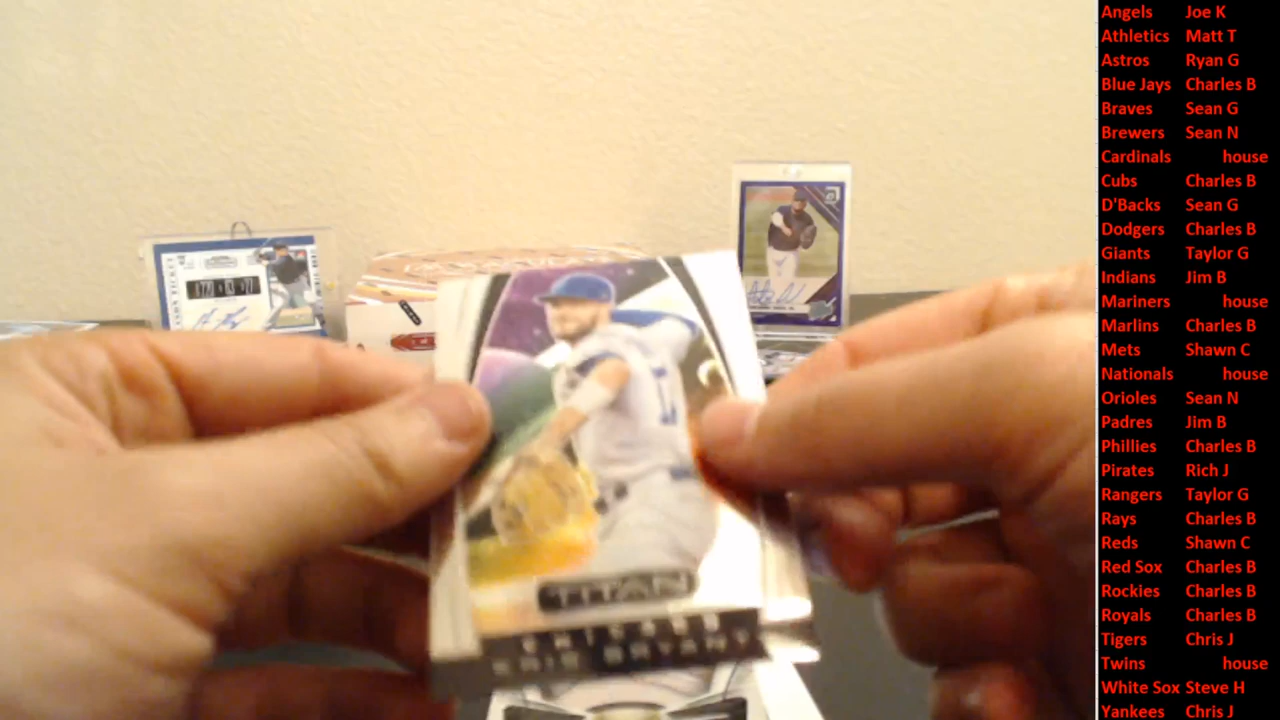 TITAN
CHICAGO
KRIS BRYANT
Angels Joe K
Athletics Matt T
Astros Ryan G
Blue Jays Charles B
Braves Sean G
Brewers Sean N
Cardinals house
Cubs Charles B
D'Backs Sean G
Dodgers Charles B
Giants Taylor G
Indians Jim B
Mariners house
Marlins Charles B
Mets Shawn C
Nationals house
Orioles Sean N
Padres Jim B
Phillies Charles B
Pirates Rich J
Rangers Taylor G
Rays Charles B
Reds Shawn C
Red Sox Charles B
Rockies Charles B
Royals Charles B
Tigers Chris J
Twins house
White Sox Steve H
Yankees Chris J